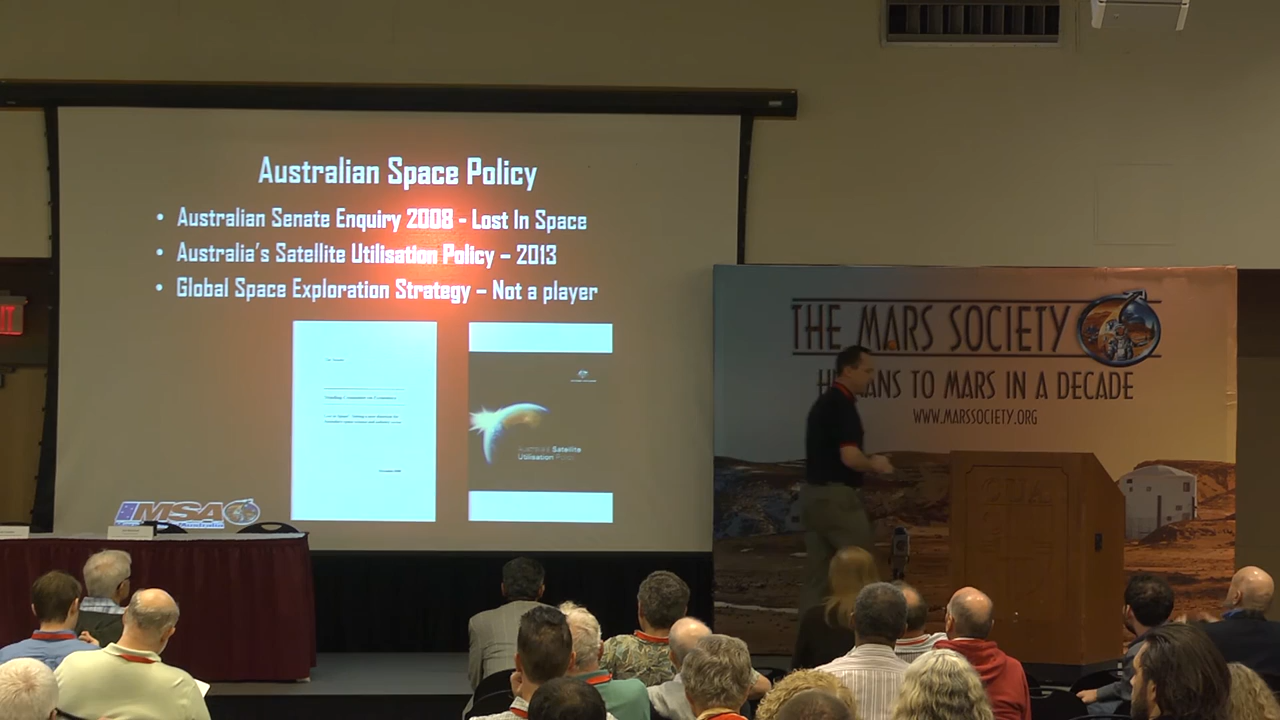 Australian Space Policy
• Australian Senate Enquiry 2008 - Lost In Space
• Australia's Satellite Utilisation Policy – 2013
• Global Space Exploration Strategy – Not a player
Australia's Satellite
Utilisation Policy
MSA
THE MARS SOCIETY
HUMANS TO MARS IN A DECADE
WWW.MARSSOCIETY.ORG